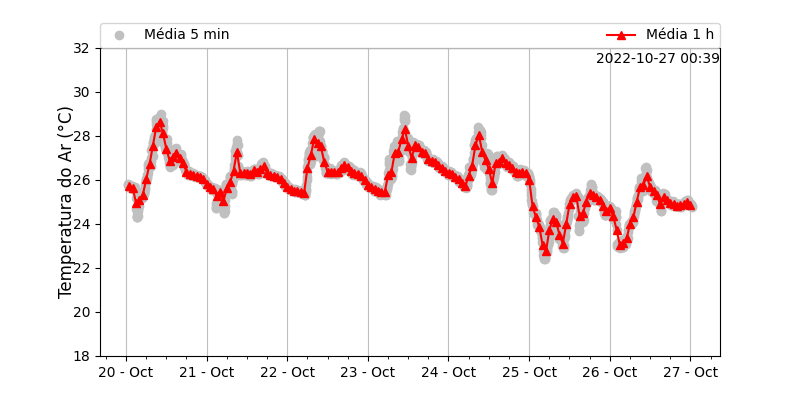 Média 5 min
Média 1 h
2022-10-27 00:39
Temperatura do Ar (°C)
32
30
28
26
24
22
20
18
20 - Oct
21 - Oct
22 - Oct
23 - Oct
24 - Oct
25 - Oct
26 - Oct
27 - Oct